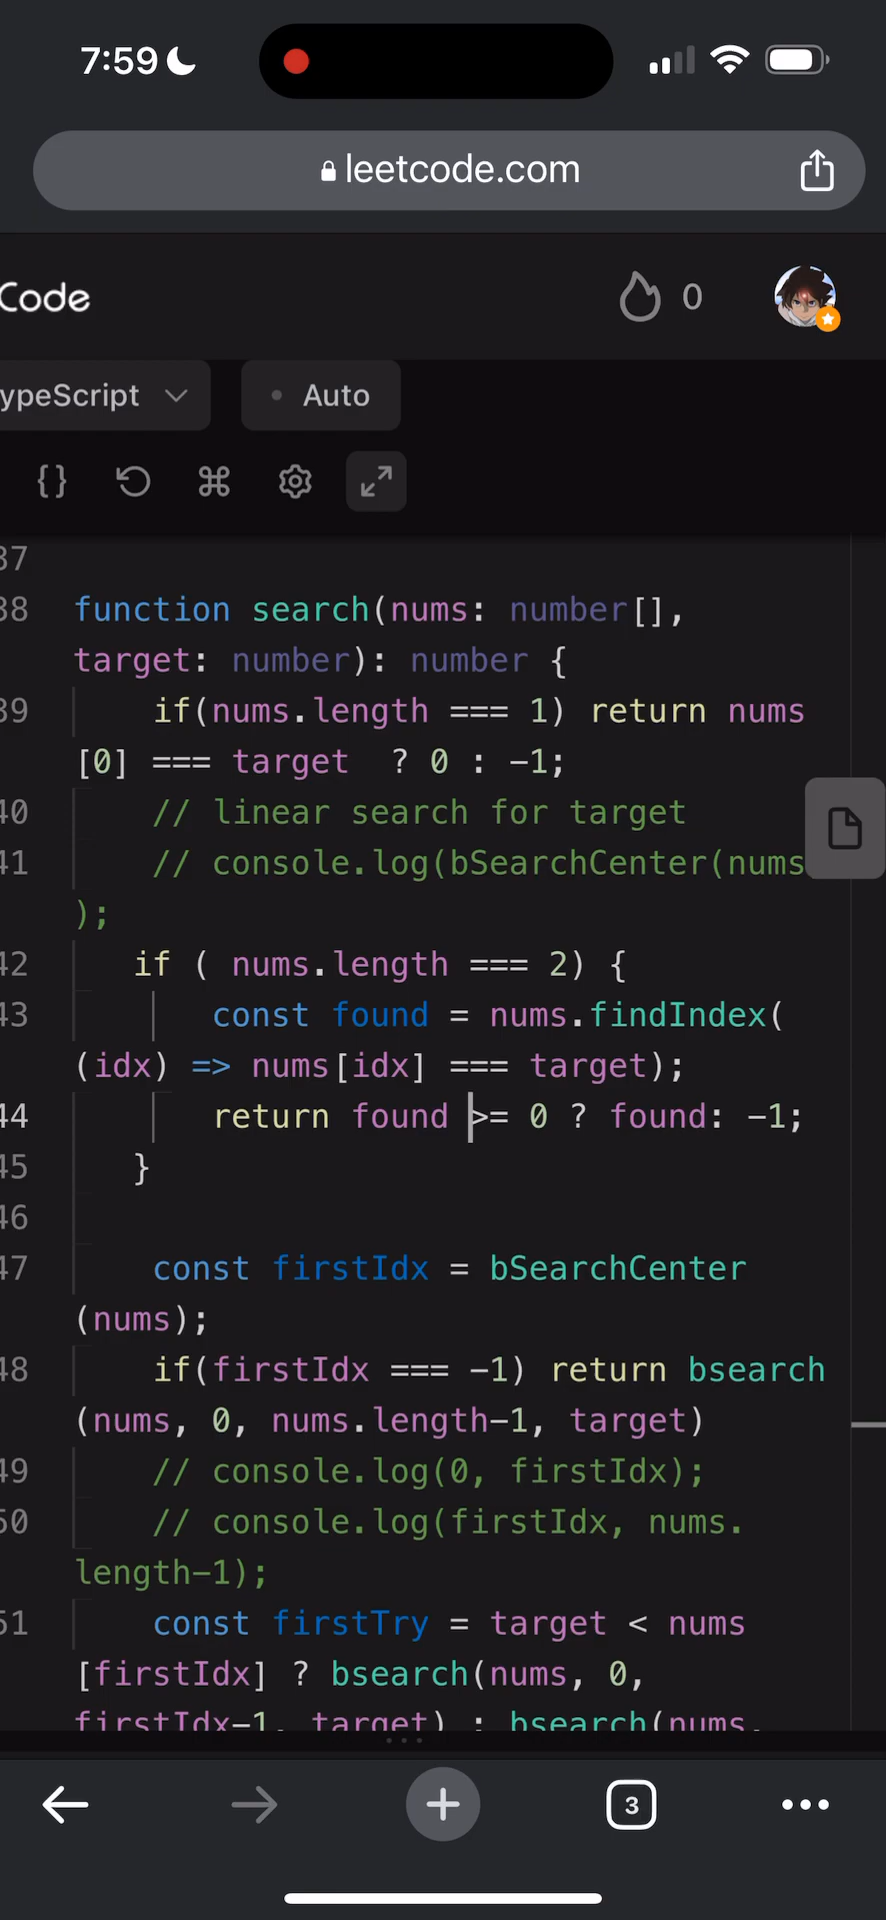 7:59
leetcode.com
Code
0
ypeScript
Auto
{}
37
38 function search(nums: number[],
target: number): number {
39 if(nums.length === 1) return nums
[0] === target  ? 0 : -1;
40 // linear search for target
41 // console.log(bSearchCenter(nums
);
42 if ( nums.length === 2) {
43 const found = nums.findIndex(
(idx) => nums[idx] === target);
44 return found >= 0 ? found: -1;
45 }
46
47 const firstIdx = bSearchCenter
(nums);
48 if(firstIdx === -1) return bsearch
(nums, 0, nums.length-1, target)
49 // console.log(0, firstIdx);
50 // console.log(firstIdx, nums.
length-1);
51 const firstTry = target < nums
[firstIdx] ? bsearch(nums, 0,
firstIdx-1, target) : bsearch(nums,
3